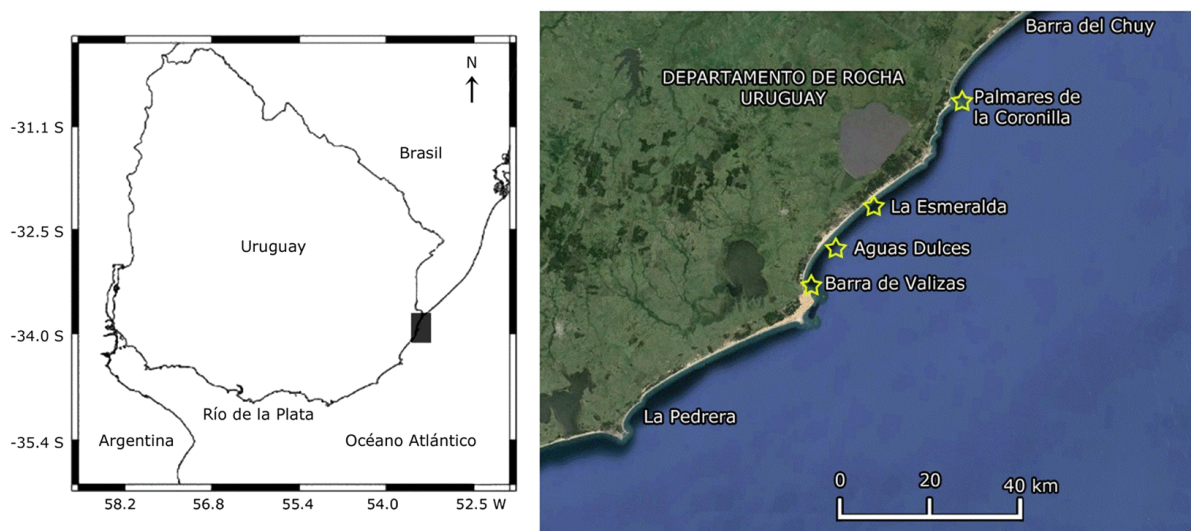 N
-31.1 S
-32.5 S
-34.0 S
-35.4 S
Brasil
Uruguay
Río de la Plata
Argentina
Océano Atlántico
58.2
56.8
55.4
54.0
52.5 W
Barra del Chuy
DEPARTAMENTO DE ROCHA
URUGUAY
Palmares de
la Coronilla
La Esmeralda
Aguas Dulces
Barra de Valizas
La Pedrera
0
20
40 km